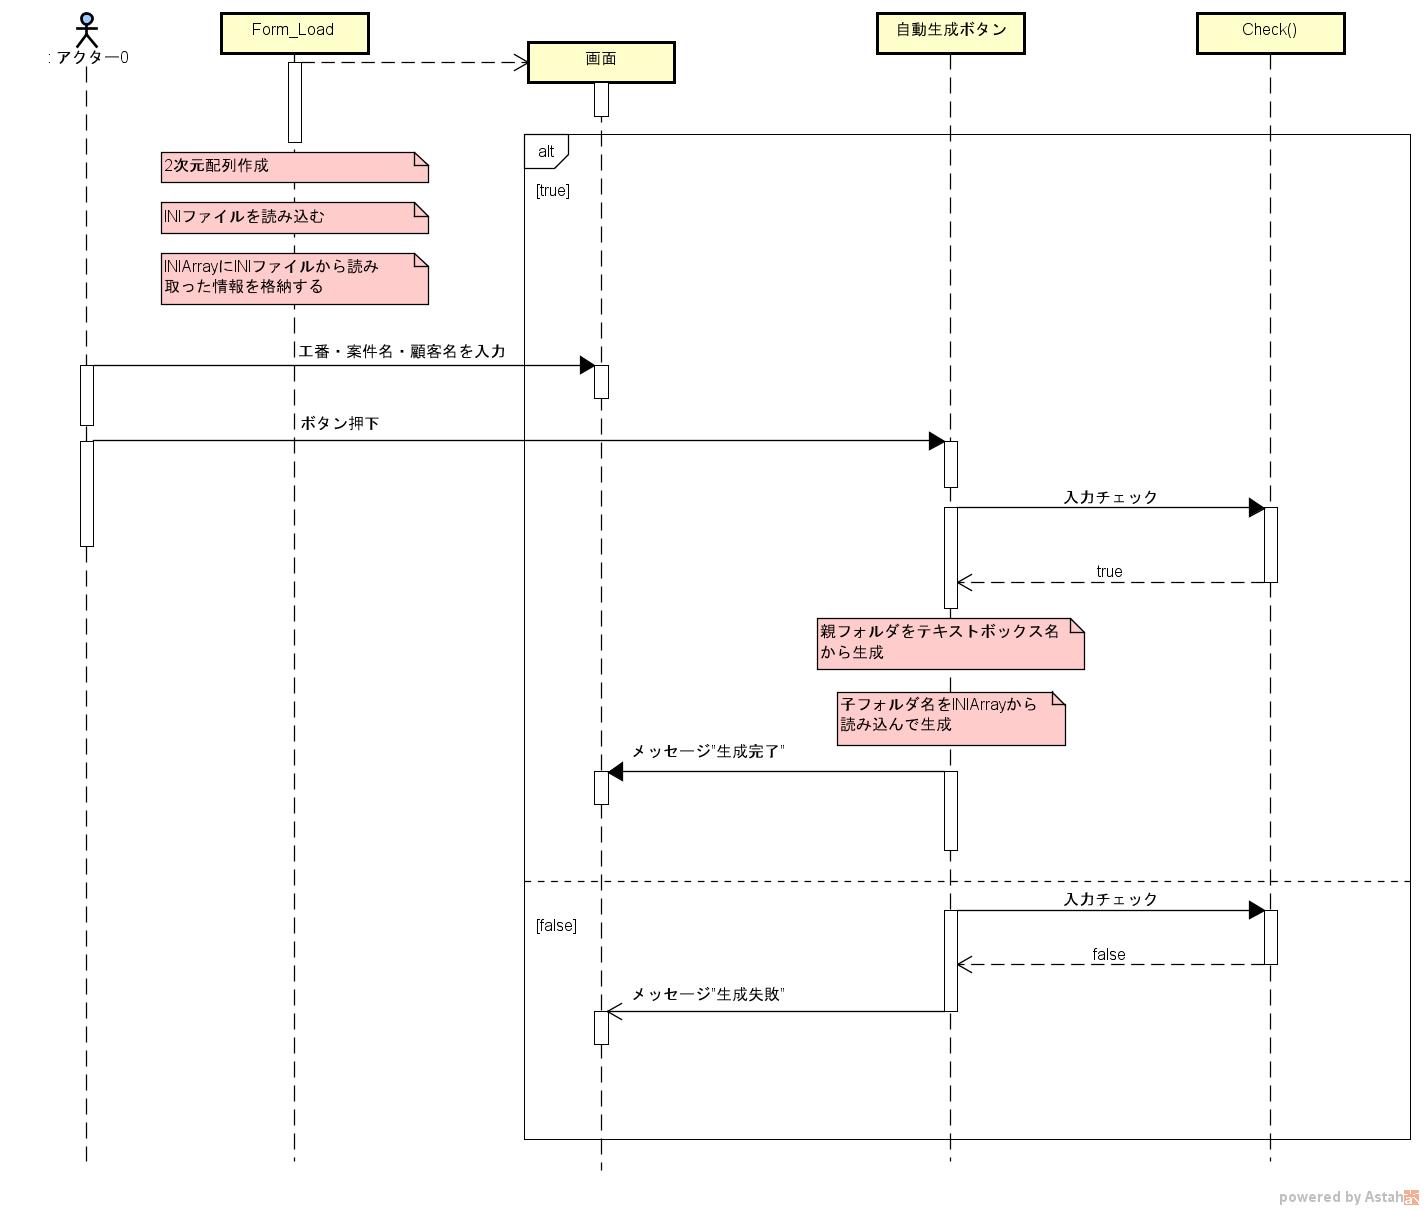 : アクター0
Form_Load
画面
自動生成ボタン
Check()
alt
[true]
2次元配列作成
INIファイルを読み込む
INIArrayにINIファイルから読み
取った情報を格納する
工番・案件名・顧客名を入力
ボタン押下
入力チェック
true
親フォルダをテキストボックス名
から生成
子フォルダ名をINIArrayから
読み込んで生成
メッセージ"生成完了"
入力チェック
[false]
false
メッセージ"生成失敗"
powered by Astah